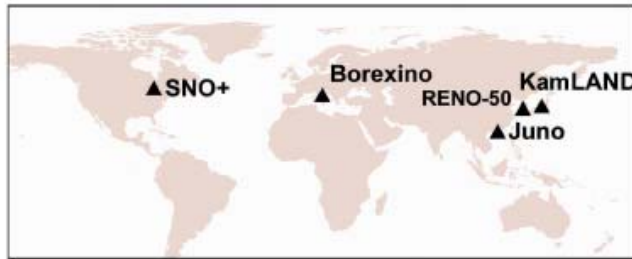 SNO+
Borexino
KamLAND
RENO-50
Juno